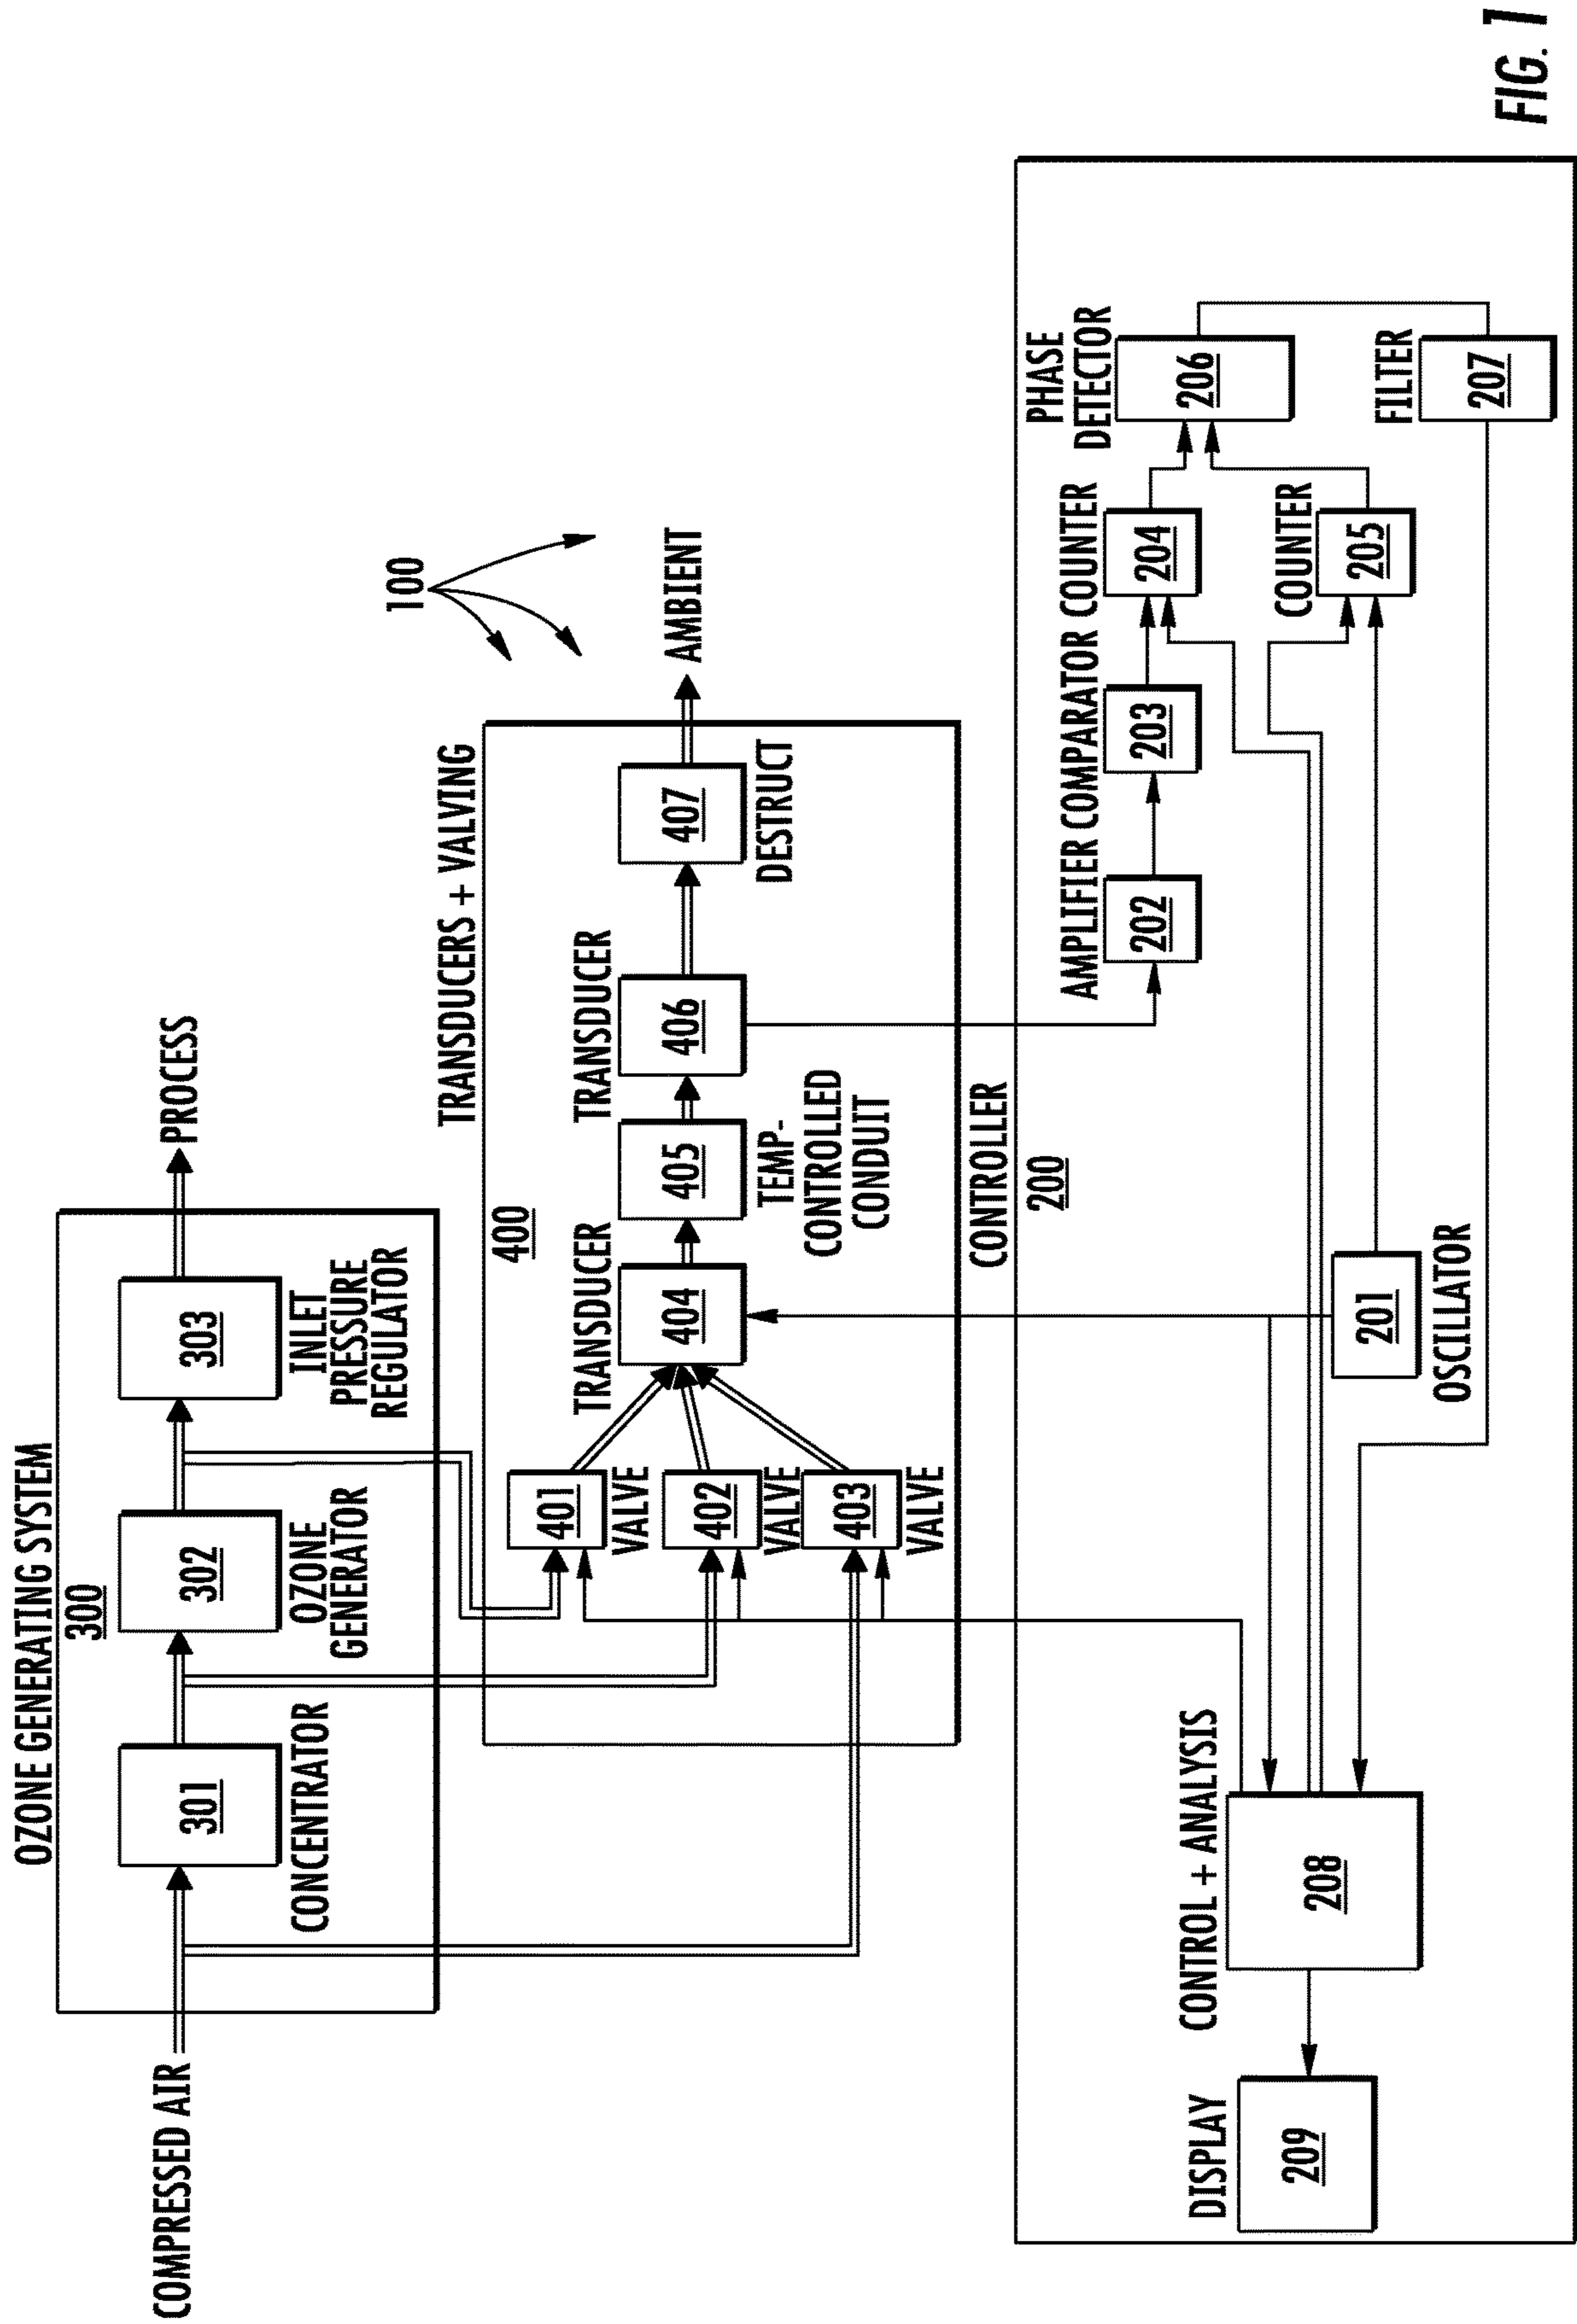 COMPRESSED AIR
OZONE GENERATING SYSTEM
300
301
CONCENTRATOR
302
OZONE
GENERATOR
303
INLET
PRESSURE
REGULATOR
PROCESS
100
TRANSDUCERS + VALVING
400
401
VALVE
402
VALVE
403
VALVE
TRANSDUCER
404
405
TEMP-
CONTROLLED
CONDUIT
TRANSDUCER
406
407
DESTRUCT
AMBIENT
CONTROLLER
200
DISPLAY
209
CONTROL + ANALYSIS
208
201
OSCILLATOR
AMPLIFIER
202
COMPARATOR
203
COUNTER
204
COUNTER
205
PHASE
DETECTOR
206
FILTER
207
FIG. 1